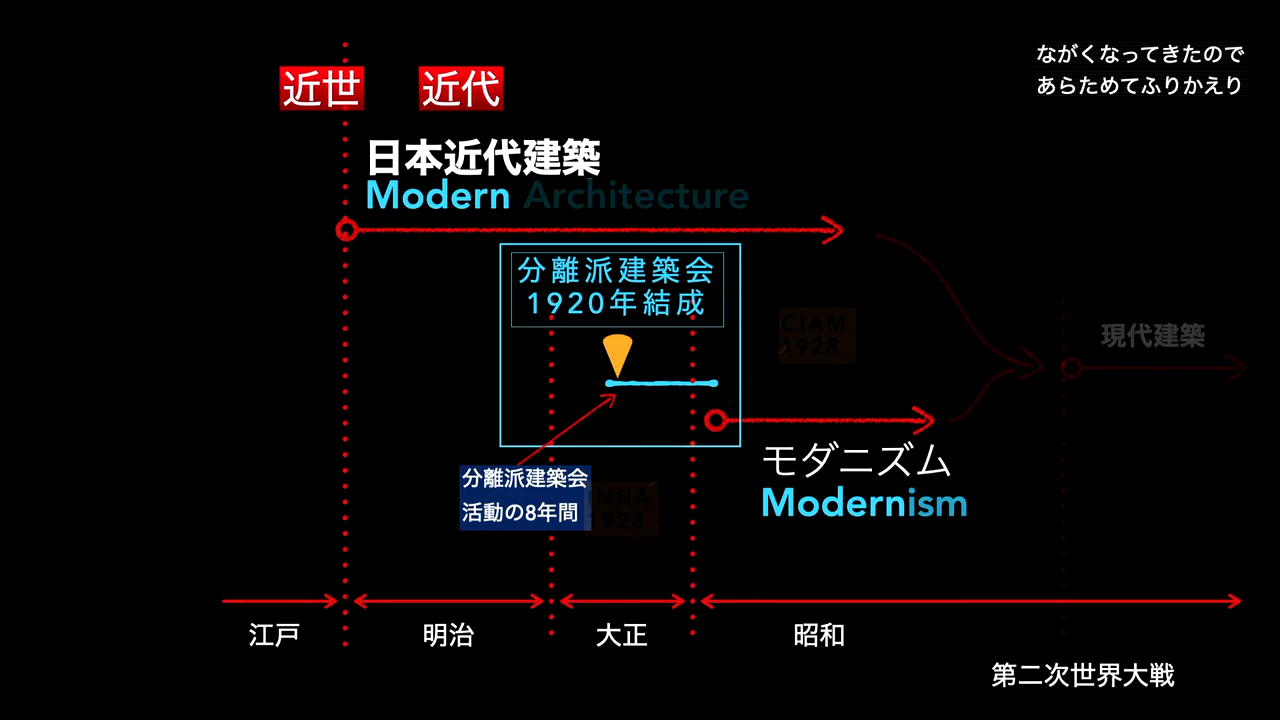 ながくなってきたので
あらためてふりかえり
近世 近代
日本近代建築
Modern Architecture
分離派建築会
1920年結成
CIAM
1928
現代建築
モダニズム
Modernism
分離派建築会
活動の8年間
INHA
1928
江戸 明治 大正 昭和
第二次世界大戦